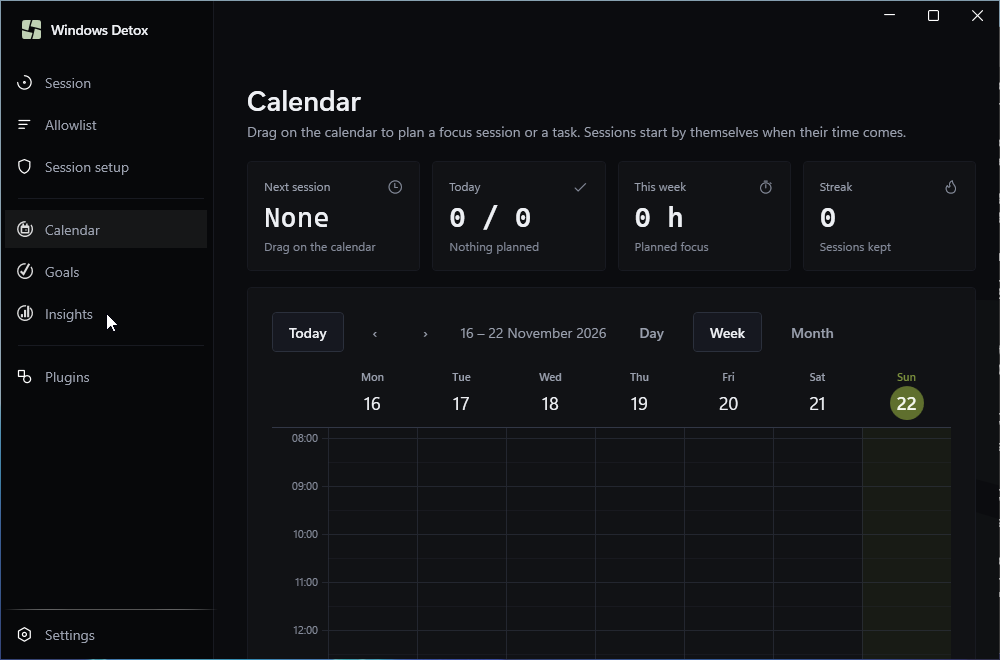 Windows Detox
Session
Allowlist
Session setup
Calendar
Goals
Insights
Plugins
Settings
Calendar
Drag on the calendar to plan a focus session or a task. Sessions start by themselves when their time comes.
Next session
None
Drag on the calendar
Today
0 / 0
Nothing planned
This week
0 h
Planned focus
Streak
0
Sessions kept
Today ‹ › 16 – 22 November 2026 Day Week Month
Mon Tue Wed Thu Fri Sat Sun
16 17 18 19 20 21 22
08:00
09:00
10:00
11:00
12:00